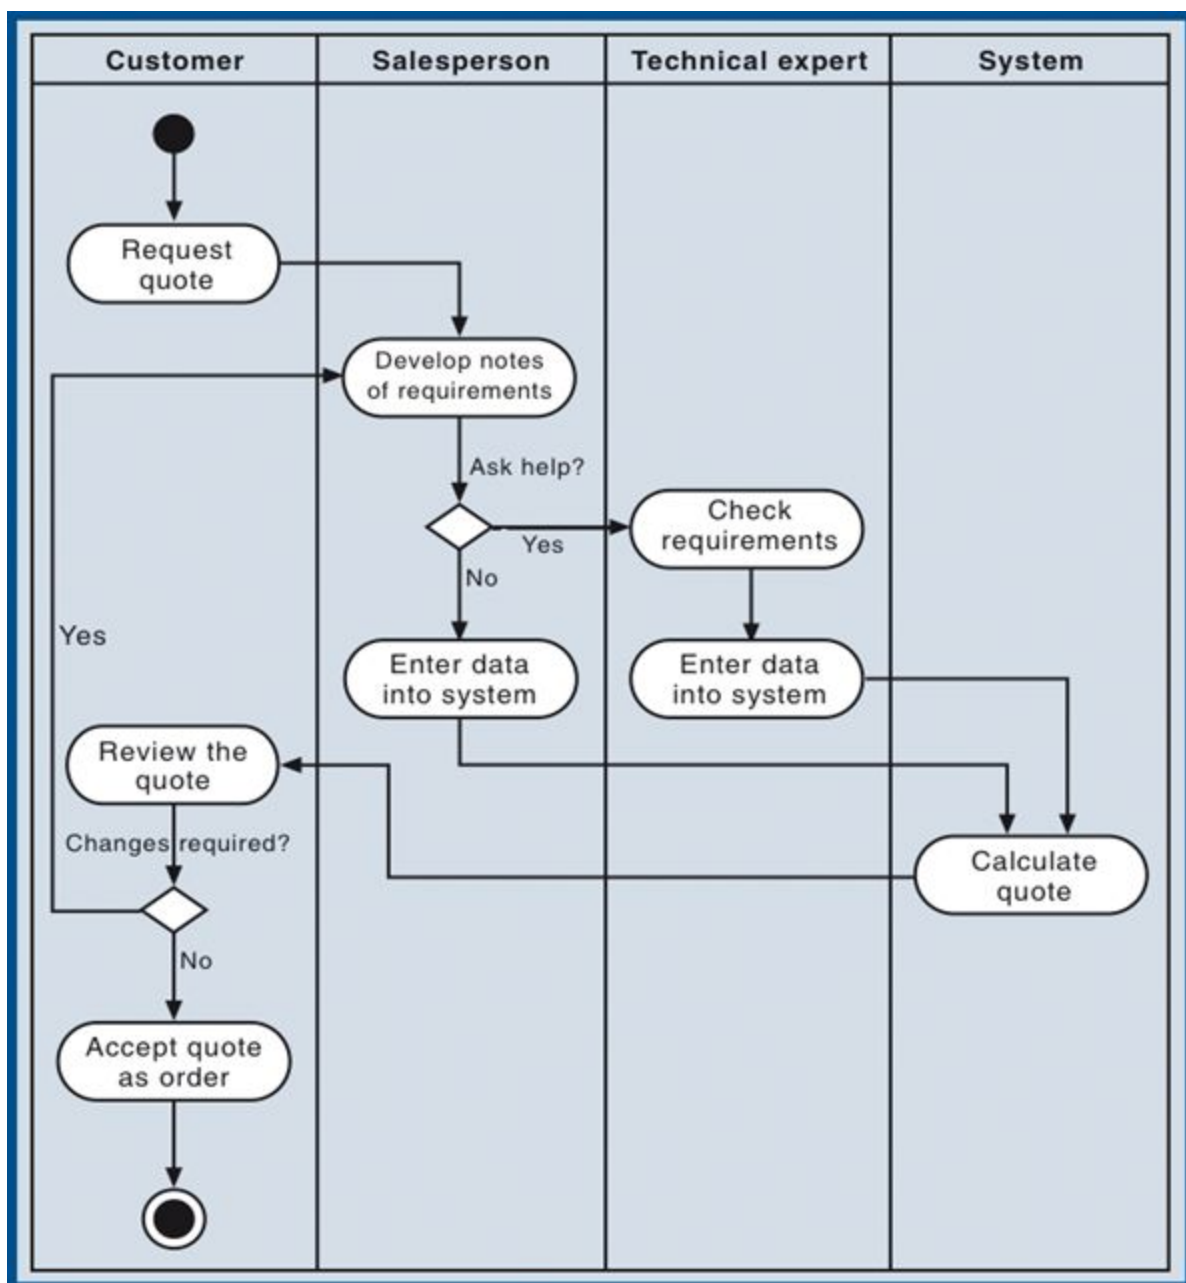 Customer
Salesperson
Technical expert
System
Request
quote
Develop notes
of requirements
Ask help?
Check
requirements
Yes
No
Yes
Enter data
into system
Enter data
into system
Review the
quote
Changes required?
Calculate
quote
No
Accept quote
as order